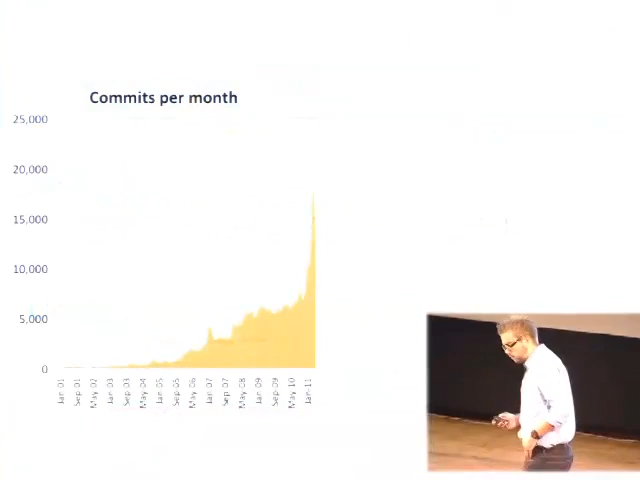 Commits per month
25,000
20,000
15,000
10,000
5,000
0
Jan-01
Sep-01
May-02
Jan-03
Sep-03
May-04
Jan-05
Sep-05
May-06
Jan-07
Sep-07
May-08
Jan-09
Sep-09
May-10
Jan-11